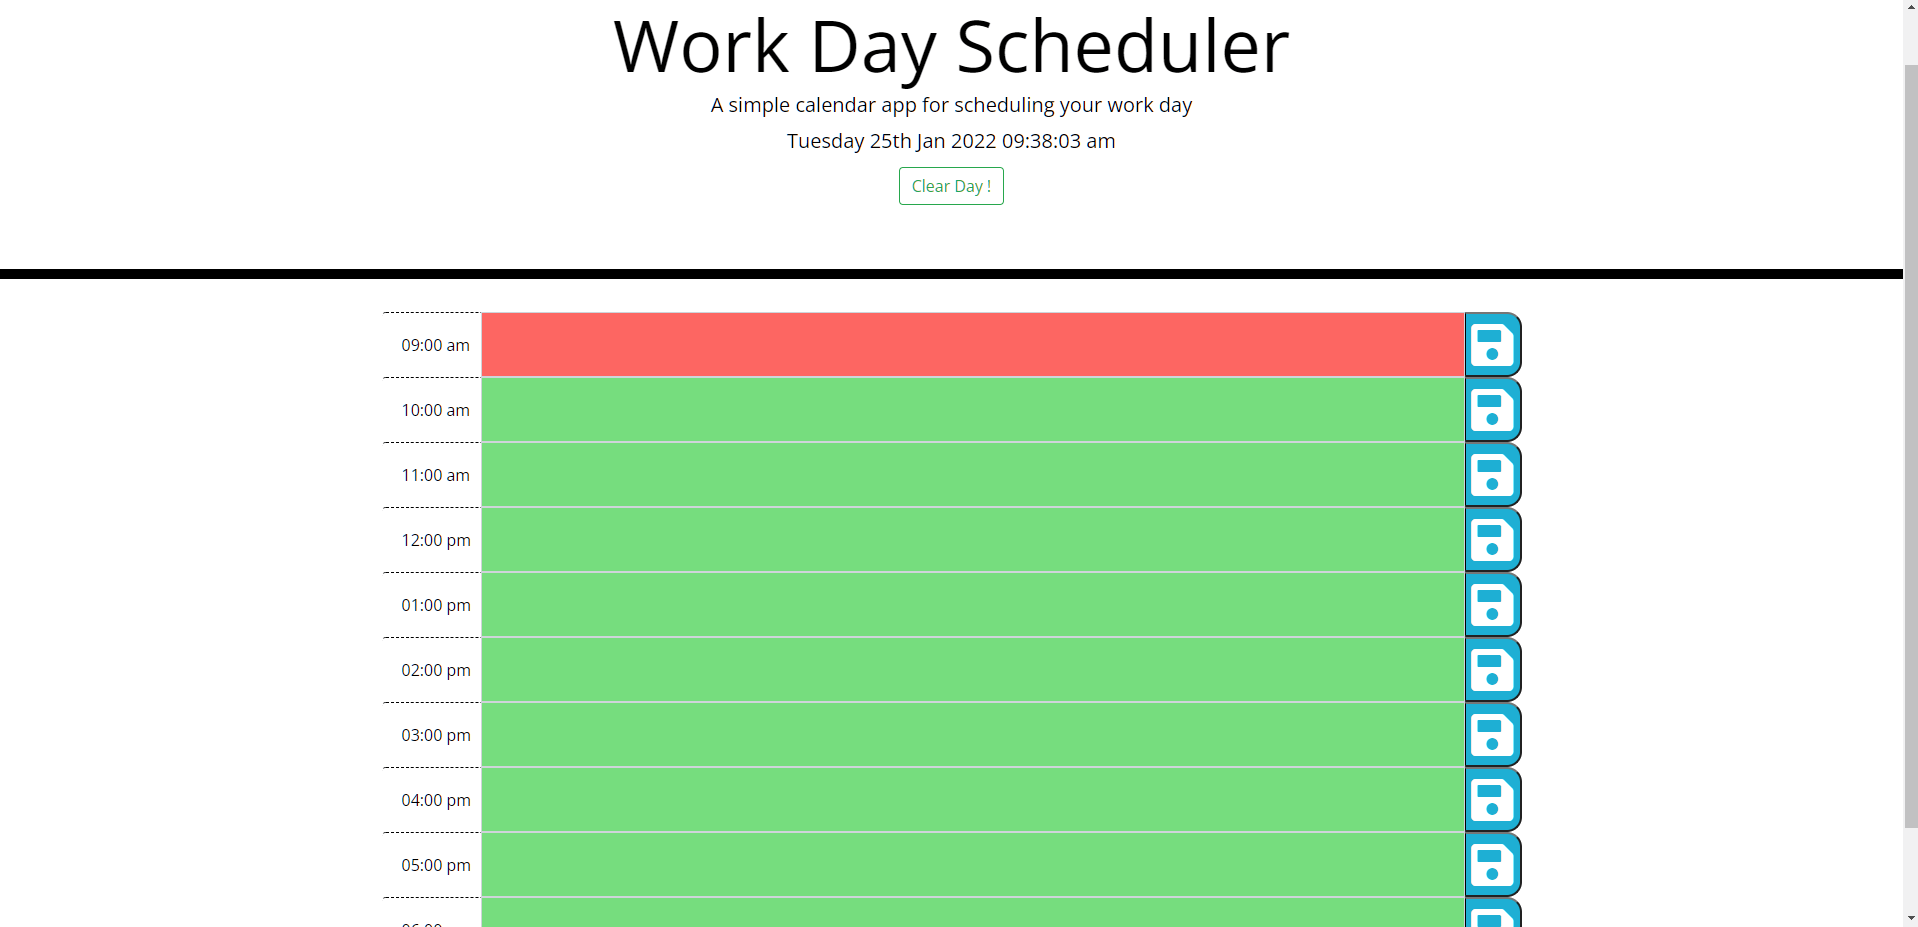 Work Day Scheduler
A simple calendar app for scheduling your work day
Tuesday 25th Jan 2022 09:38:03 am
Clear Day !
09:00 am
10:00 am
11:00 am
12:00 pm
01:00 pm
02:00 pm
03:00 pm
04:00 pm
05:00 pm